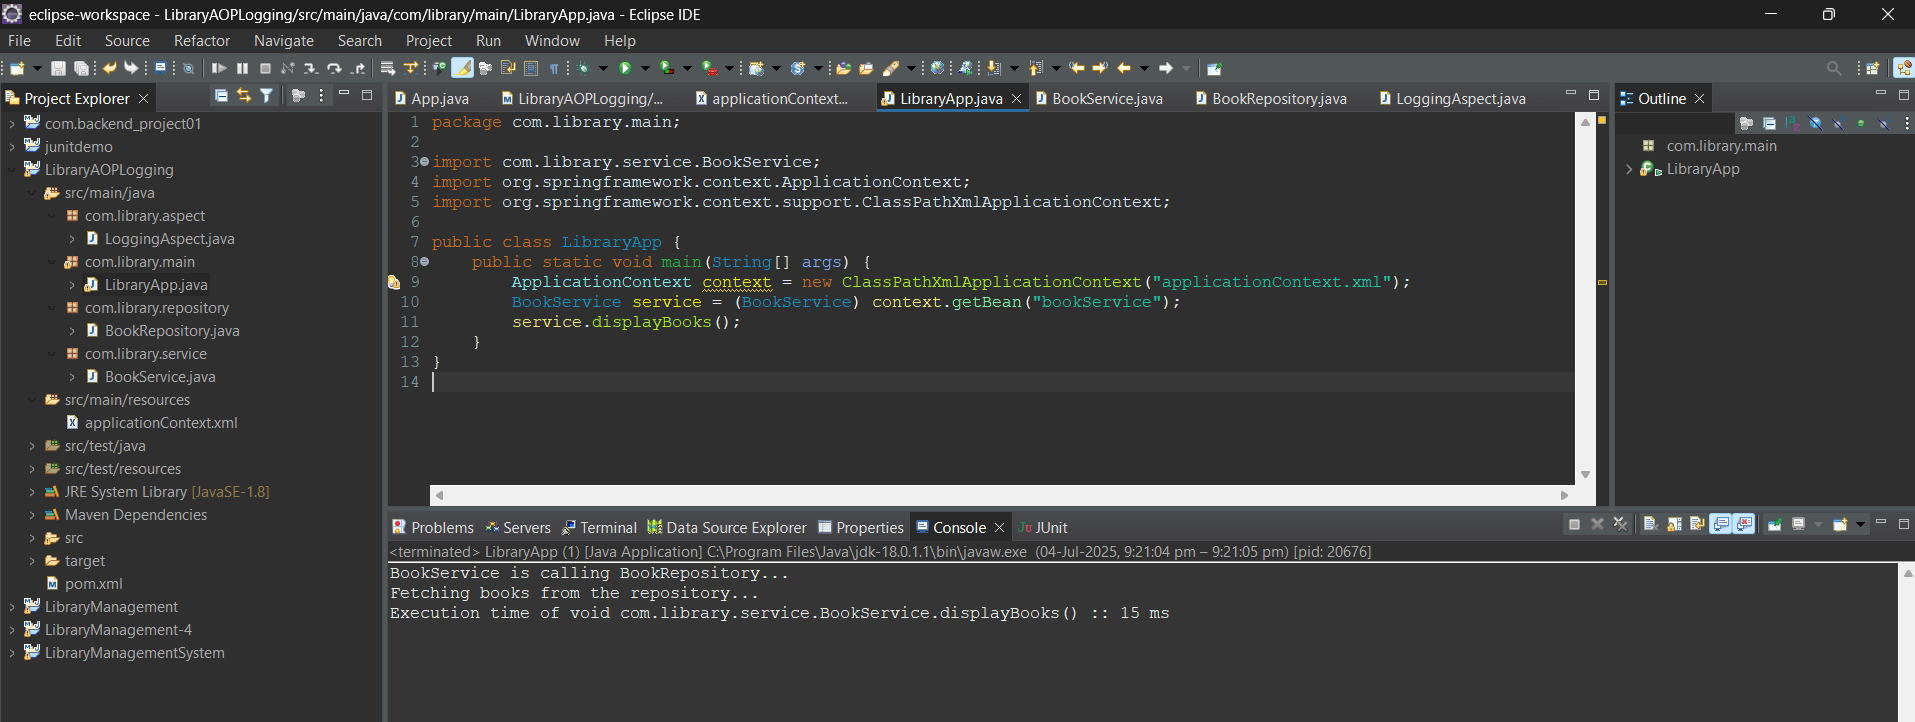 eclipse-workspace - LibraryAOPLogging/src/main/java/com/library/main/LibraryApp.java - Eclipse IDE
File Edit Source Refactor Navigate Search Project Run Window Help
Project Explorer
com.backend_project01
junitdemo
LibraryAOPLogging
src/main/java
com.library.aspect
LoggingAspect.java
com.library.main
LibraryApp.java
com.library.repository
BookRepository.java
com.library.service
BookService.java
src/main/resources
applicationContext.xml
src/test/java
src/test/resources
JRE System Library [JavaSE-1.8]
Maven Dependencies
src
target
pom.xml
LibraryManagement
LibraryManagement-4
LibraryManagementSystem
App.java LibraryAOPLogging/... applicationContext... LibraryApp.java BookService.java BookRepository.java LoggingAspect.java
1 package com.library.main;
2
3 import com.library.service.BookService;
4 import org.springframework.context.ApplicationContext;
5 import org.springframework.context.support.ClassPathXmlApplicationContext;
6
7 public class LibraryApp {
8     public static void main(String[] args) {
9         ApplicationContext context = new ClassPathXmlApplicationContext("applicationContext.xml");
10         BookService service = (BookService) context.getBean("bookService");
11         service.displayBooks();
12     }
13 }
14
Outline
com.library.main
LibraryApp
Problems Servers Terminal Data Source Explorer Properties Console JUnit
<terminated> LibraryApp (1) [Java Application] C:\Program Files\Java\jdk-18.0.1.1\bin\javaw.exe (04-Jul-2025, 9:21:04 pm – 9:21:05 pm) [pid: 20676]
BookService is calling BookRepository...
Fetching books from the repository...
Execution time of void com.library.service.BookService.displayBooks() :: 15 ms